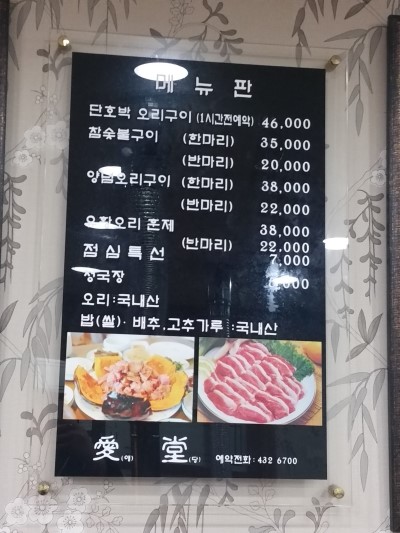 메뉴판
단호박 오리구이 (1시간전예약) 46,000
참숯불구이 (한마리) 35,000
(반마리) 20,000
양념오리구이 (한마리) 38,000
(반마리) 22,000
유황오리 훈제 38,000
(반마리) 22,000
점심특선 7,000
청국장
오리:국내산
밥(쌀)· 배추, 고추가루 :국내산
愛(애) 堂(당) 예약전화: 432 6700